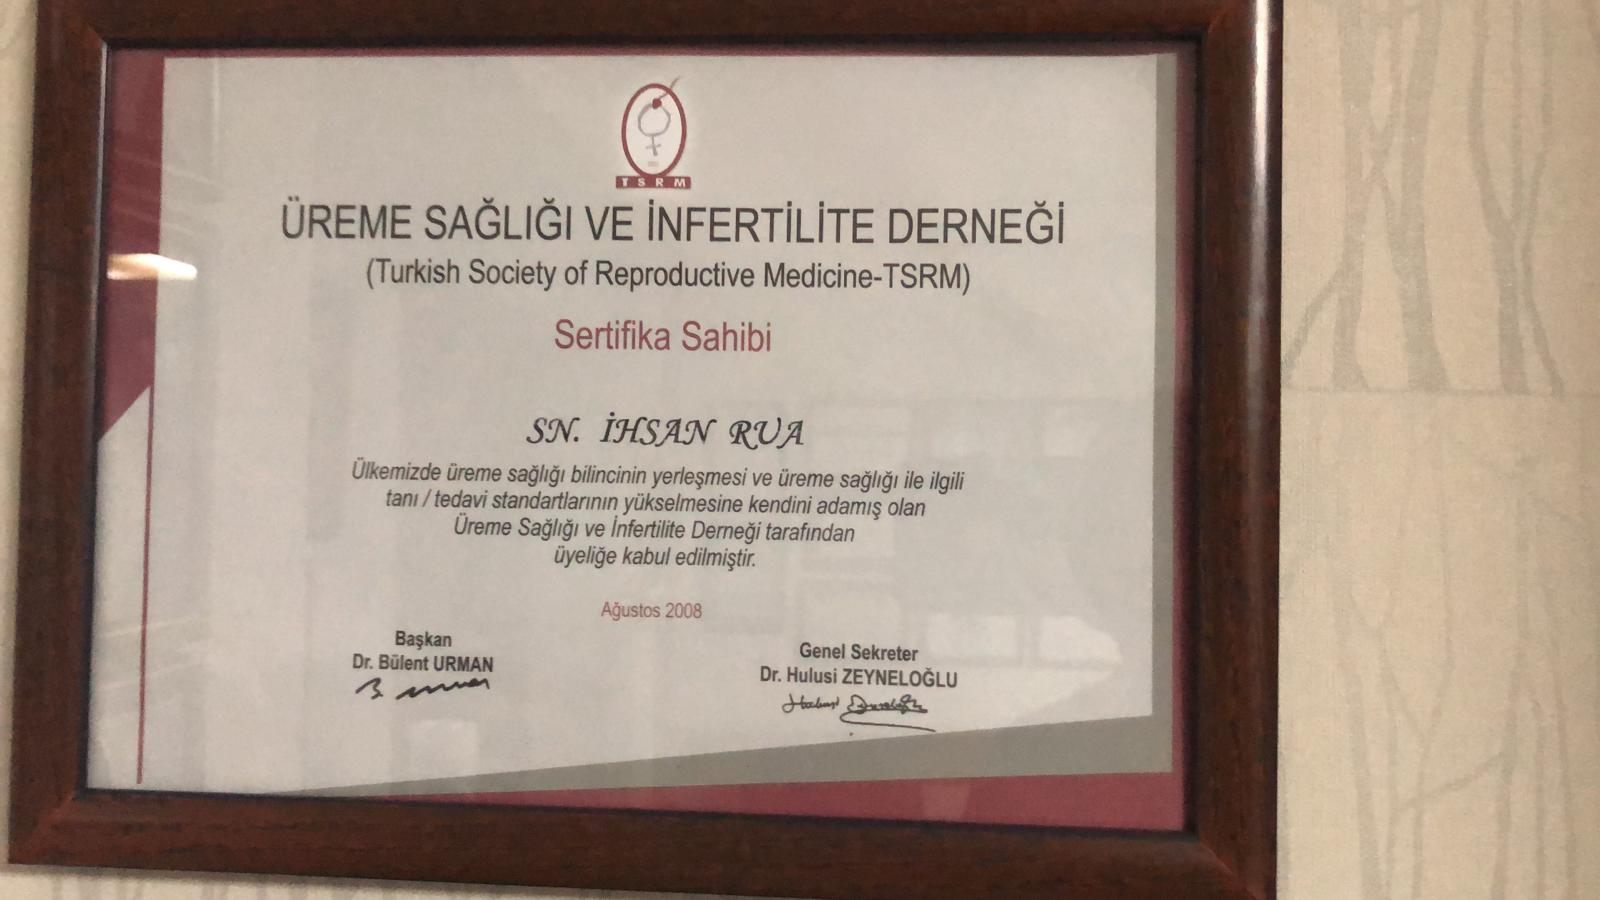 TSRM
ÜREME SAĞLIĞI VE İNFERTİLİTE DERNEĞİ
(Turkish Society of Reproductive Medicine-TSRM)
Sertifika Sahibi
SN. İHSAN RUA
Ülkemizde üreme sağlığı bilincinin yerleşmesi ve üreme sağlığı ile ilgili
tanı / tedavi standartlarının yükselmesine kendini adamış olan
Üreme Sağlığı ve İnfertilite Derneği tarafından
üyeliğe kabul edilmiştir.
Ağustos 2008
Başkan
Dr. Bülent URMAN
Genel Sekreter
Dr. Hulusi ZEYNELOĞLU